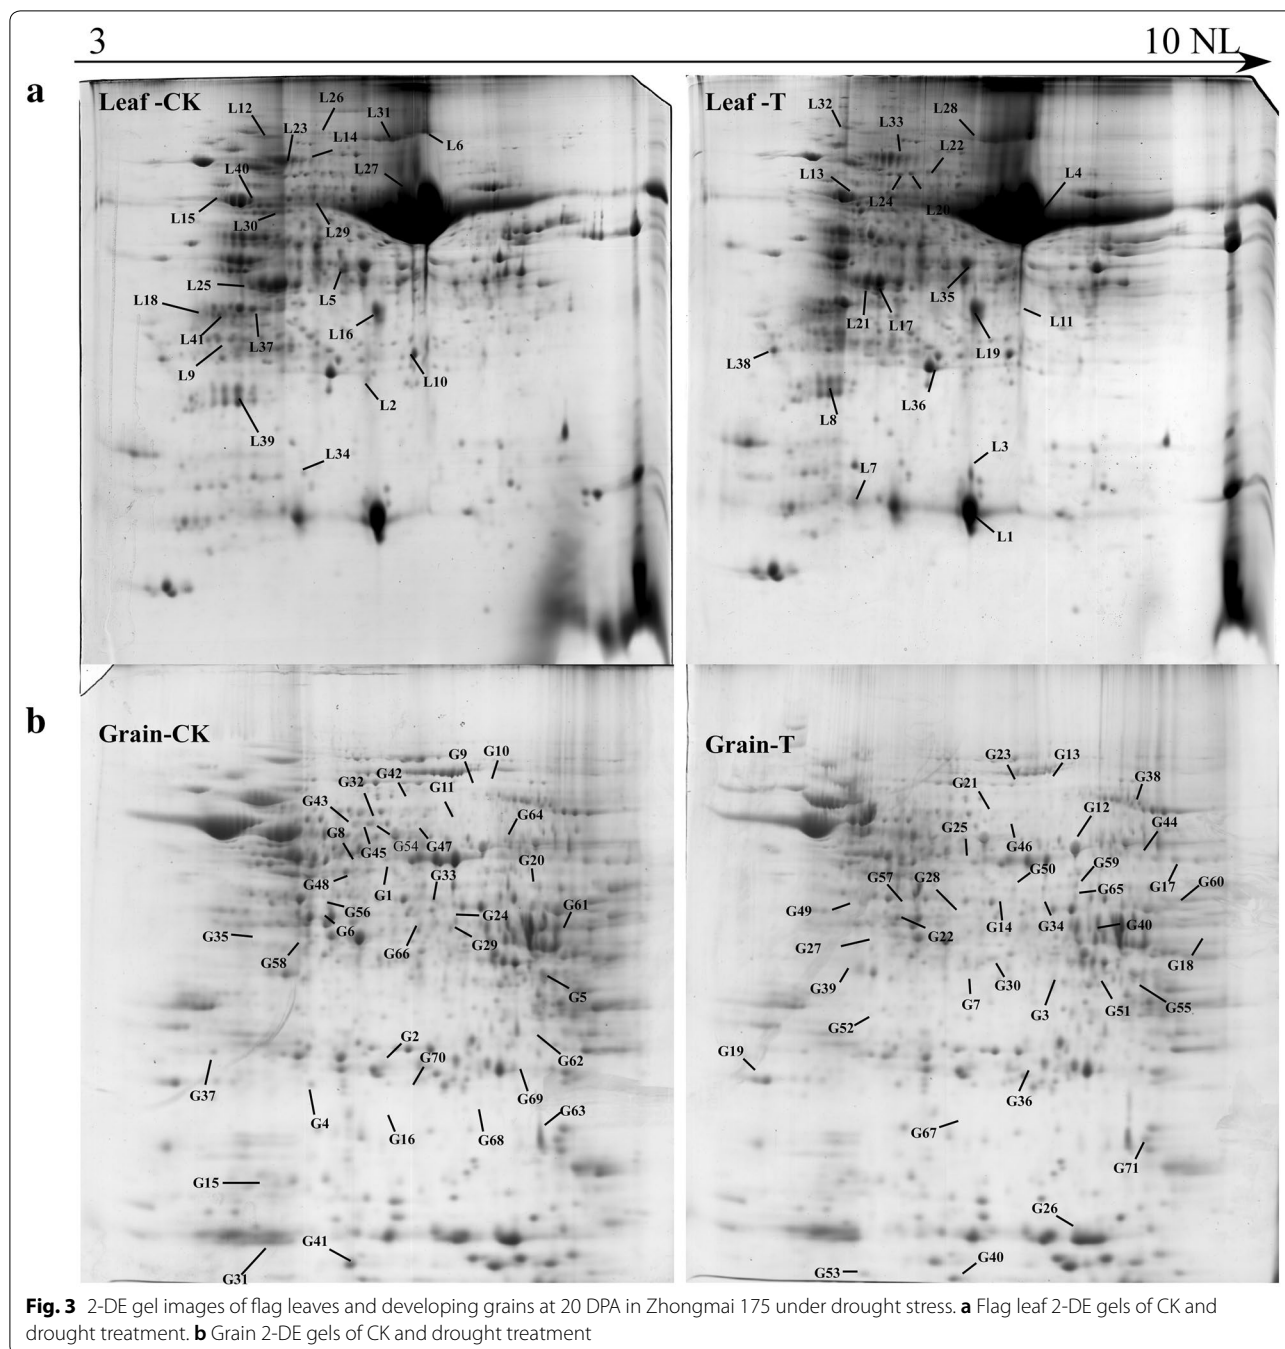 3 10 NL
a
Leaf -CK
L12
L26
L23
L31
L14
L6
L40
L27
L15
L30
L29
L25
L5
L18
L16
L41
L37
L9
L10
L2
L39
L34
Leaf -T
L32
L28
L33
L22
L13
L4
L24
L20
L35
L21
L17
L11
L38
L19
L36
L8
L3
L7
L1
b
Grain-CK
G9
G10
G42
G32
G11
G43
G64
G8
G45
G54
G47
G20
G33
G48
G1
G56
G61
G24
G6
G35
G66
G29
G58
G5
G2
G70
G62
G37
G69
G4
G63
G16
G68
G15
G41
G31
Grain-T
G23
G13
G38
G21
G12
G44
G25
G46
G59
G50
G57
G28
G65
G17
G60
G49
G14
G34
G40
G22
G27
G18
G39
G30
G7
G3
G51
G55
G52
G19
G36
G67
G71
G26
G40
G53
Fig. 3 2-DE gel images of flag leaves and developing grains at 20 DPA in Zhongmai 175 under drought stress. a Flag leaf 2-DE gels of CK and
drought treatment. b Grain 2-DE gels of CK and drought treatment